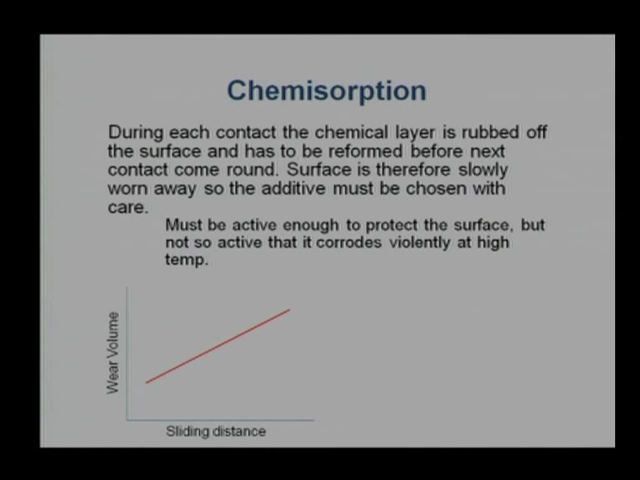 Chemisorption
During each contact the chemical layer is rubbed off
the surface and has to be reformed before next
contact come round. Surface is therefore slowly
worn away so the additive must be chosen with
care.
Must be active enough to protect the surface, but
not so active that it corrodes violently at high
temp.
Wear Volume
Sliding distance